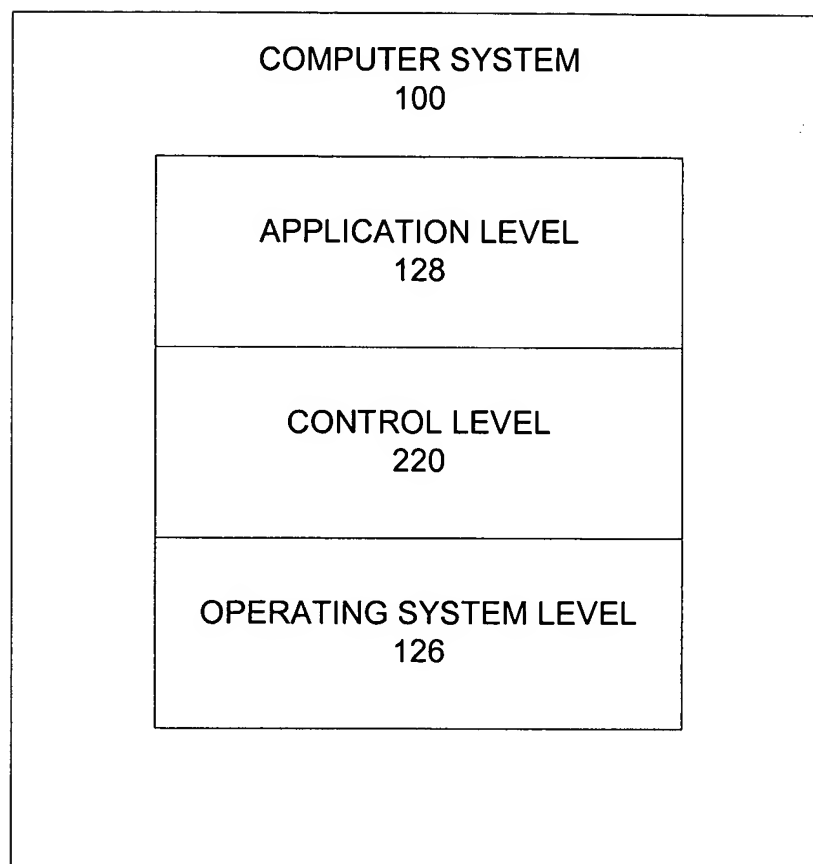 COMPUTER SYSTEM
100
APPLICATION LEVEL
128
CONTROL LEVEL
220
OPERATING SYSTEM LEVEL
126